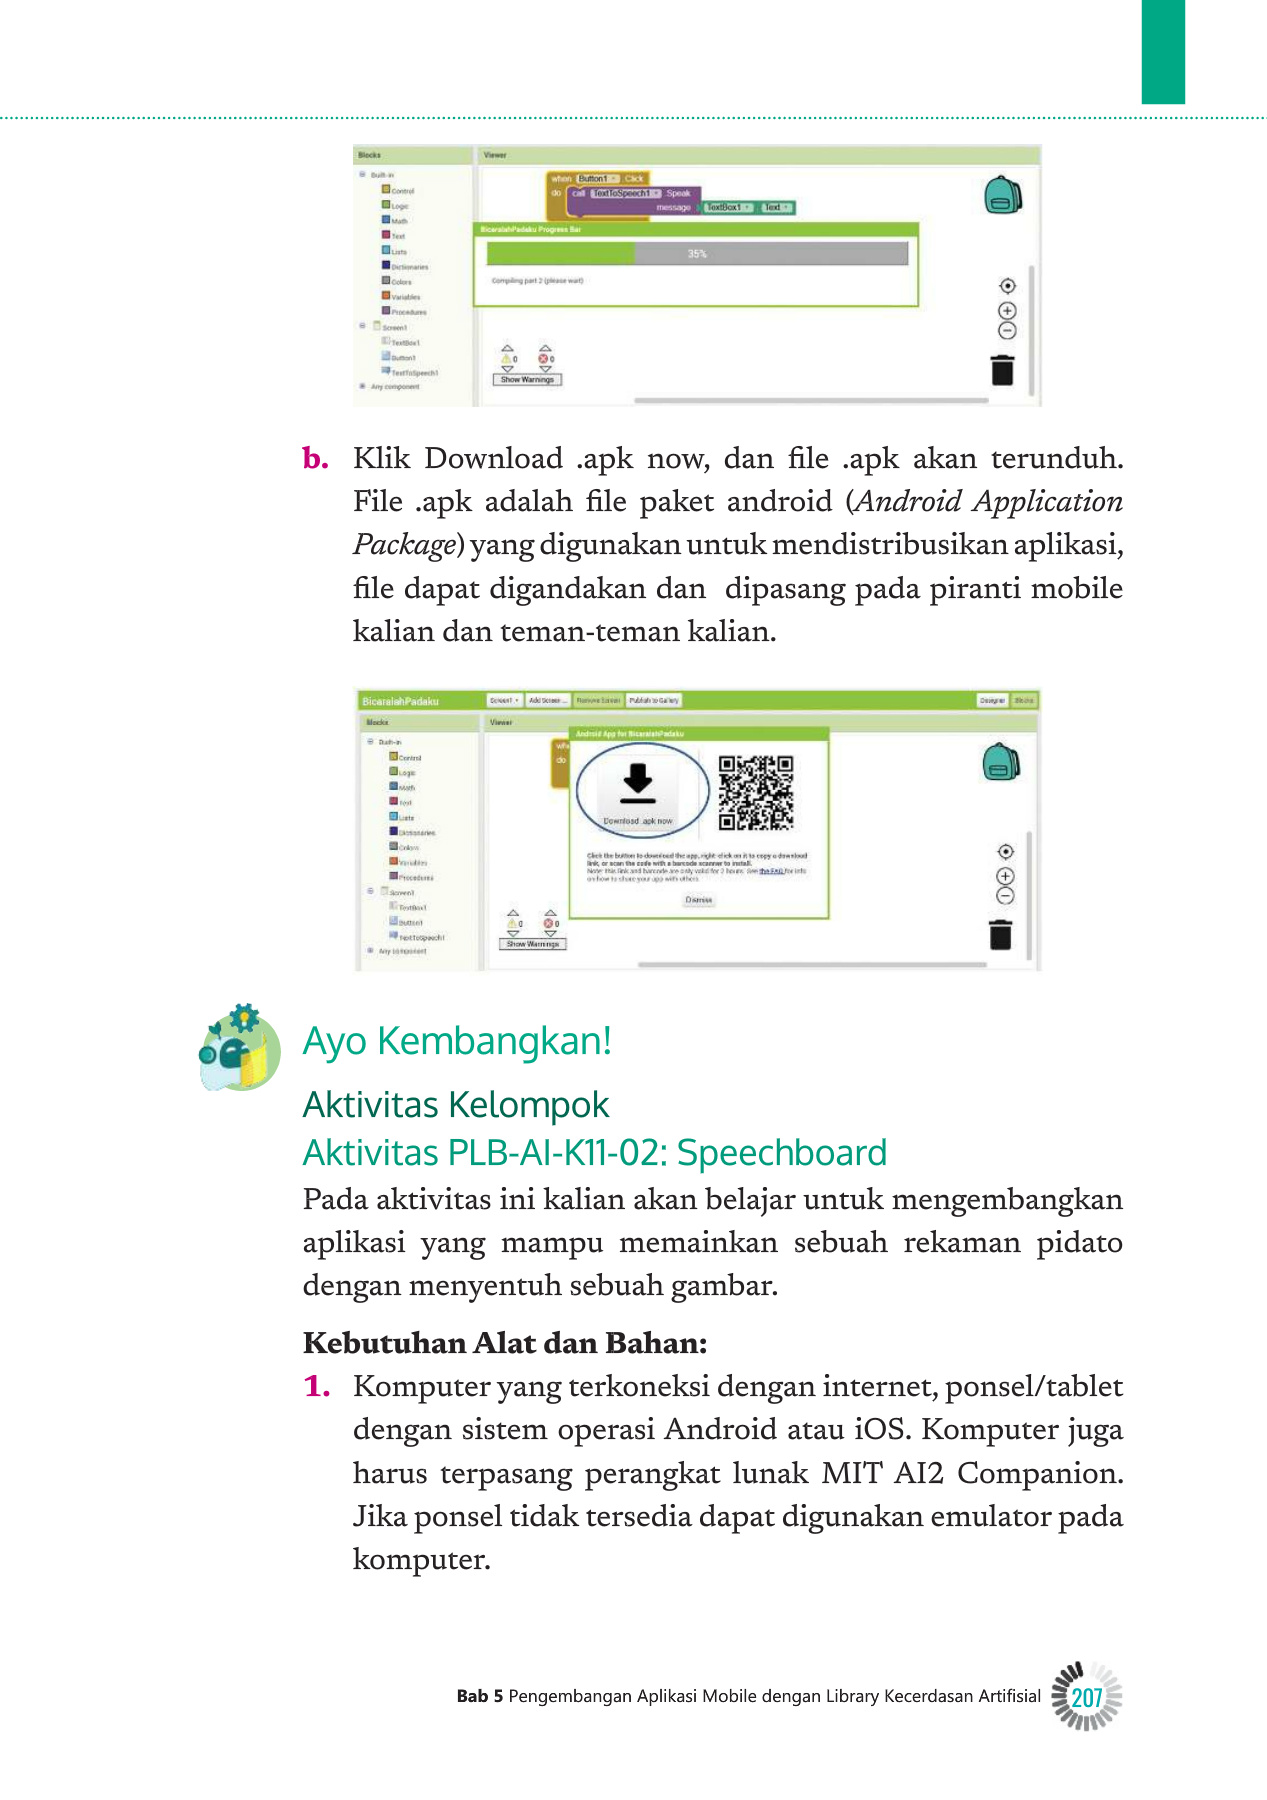 Blocks
Viewer
Built-in
Control
Logic
Math
Text
Lists
Dictionaries
Colors
Variables
Procedures
Screen1
TextBox1
Button1
TextToSpeech1
Any component
when Button1 Click
do call TextToSpeech1 Speak
message TextBox1 Text
BicaralahPadaku Progress Bar
35%
Compiling part 2 (please wait)
0 0
Show Warnings
b. Klik Download .apk now, dan file .apk akan terunduh.
File .apk adalah file paket android (Android Application
Package) yang digunakan untuk mendistribusikan aplikasi,
file dapat digandakan dan dipasang pada piranti mobile
kalian dan teman-teman kalian.
BicaralahPadaku
Screen1 Add Screen ... Remove Screen Publish to Gallery
Designer Blocks
Blocks
Viewer
Built-in
Control
Logic
Math
Text
Lists
Dictionaries
Colors
Variables
Procedures
Screen1
TextBox1
Button1
TextToSpeech1
Any component
do
Android App for BicaralahPadaku
Download .apk now
Click the button to download the app, right-click on it to copy a download
link, or scan the code with a barcode scanner to install.
Note: this link and barcode are only valid for 2 hours. See the FAQ for info
on how to share your app with others.
Dismiss
0 0
Show Warnings
Ayo Kembangkan!
Aktivitas Kelompok
Aktivitas PLB-AI-K11-02: Speechboard
Pada aktivitas ini kalian akan belajar untuk mengembangkan
aplikasi yang mampu memainkan sebuah rekaman pidato
dengan menyentuh sebuah gambar.
Kebutuhan Alat dan Bahan:
1. Komputer yang terkoneksi dengan internet, ponsel/tablet
dengan sistem operasi Android atau iOS. Komputer juga
harus terpasang perangkat lunak MIT AI2 Companion.
Jika ponsel tidak tersedia dapat digunakan emulator pada
komputer.
Bab 5 Pengembangan Aplikasi Mobile dengan Library Kecerdasan Artifisial
207